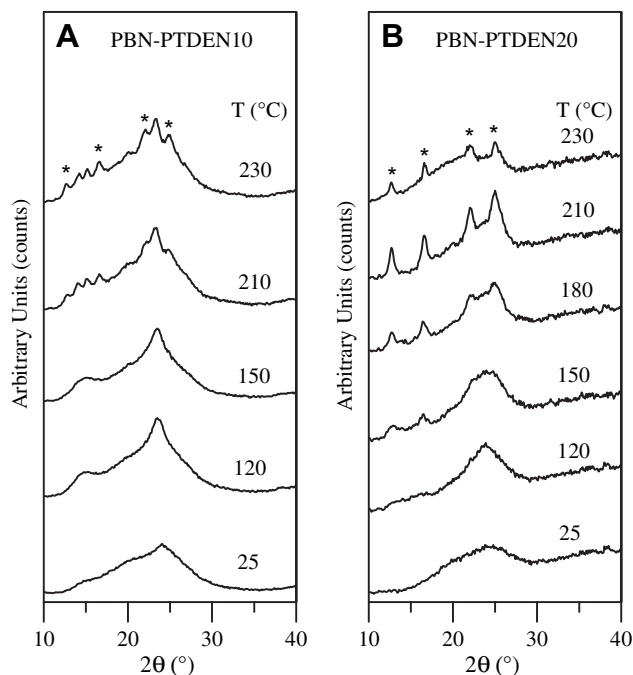 A PBN-PTDEN10
T (°C)
* * * *
230
210
150
120
25
10 20 30 40
2θ (°)
Arbitrary Units (counts)
B PBN-PTDEN20
T (°C)
* * * *
230
210
180
150
120
25
10 20 30 40
2θ (°)
Arbitrary Units (counts)